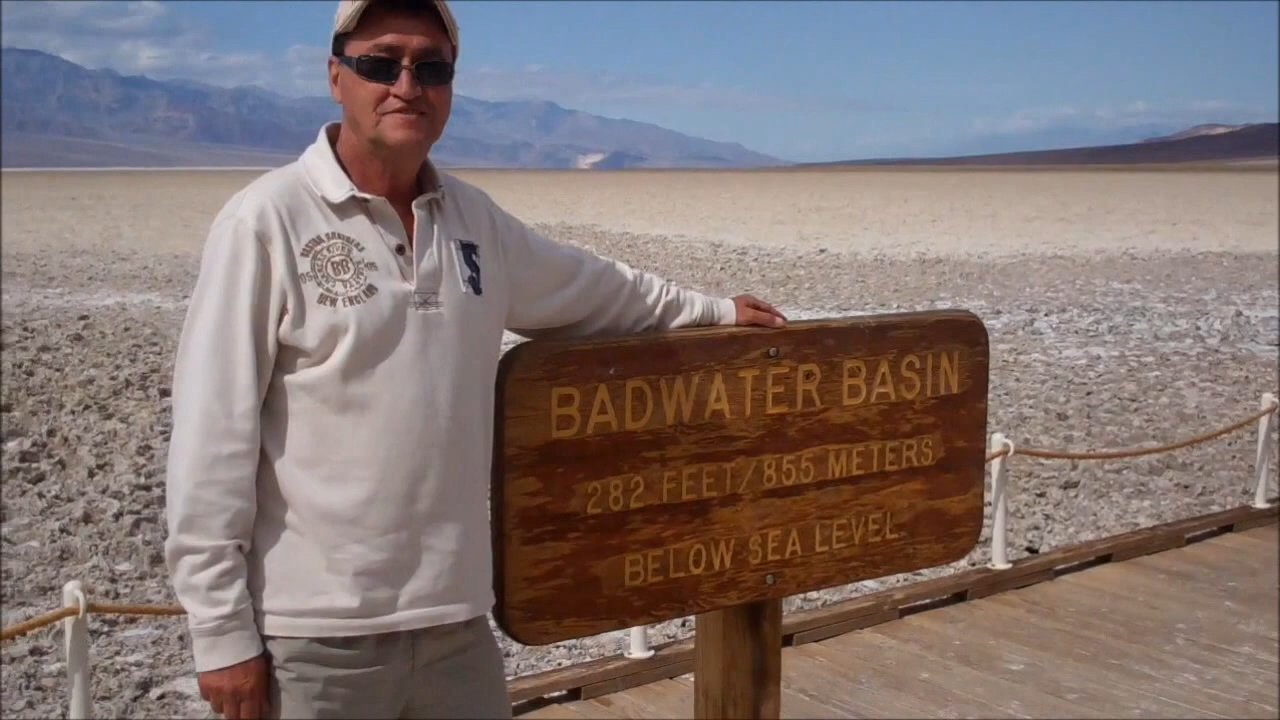 BB
NEW ENGLAND
S
BADWATER BASIN
282 FEET/855 METERS
BELOW SEA LEVEL